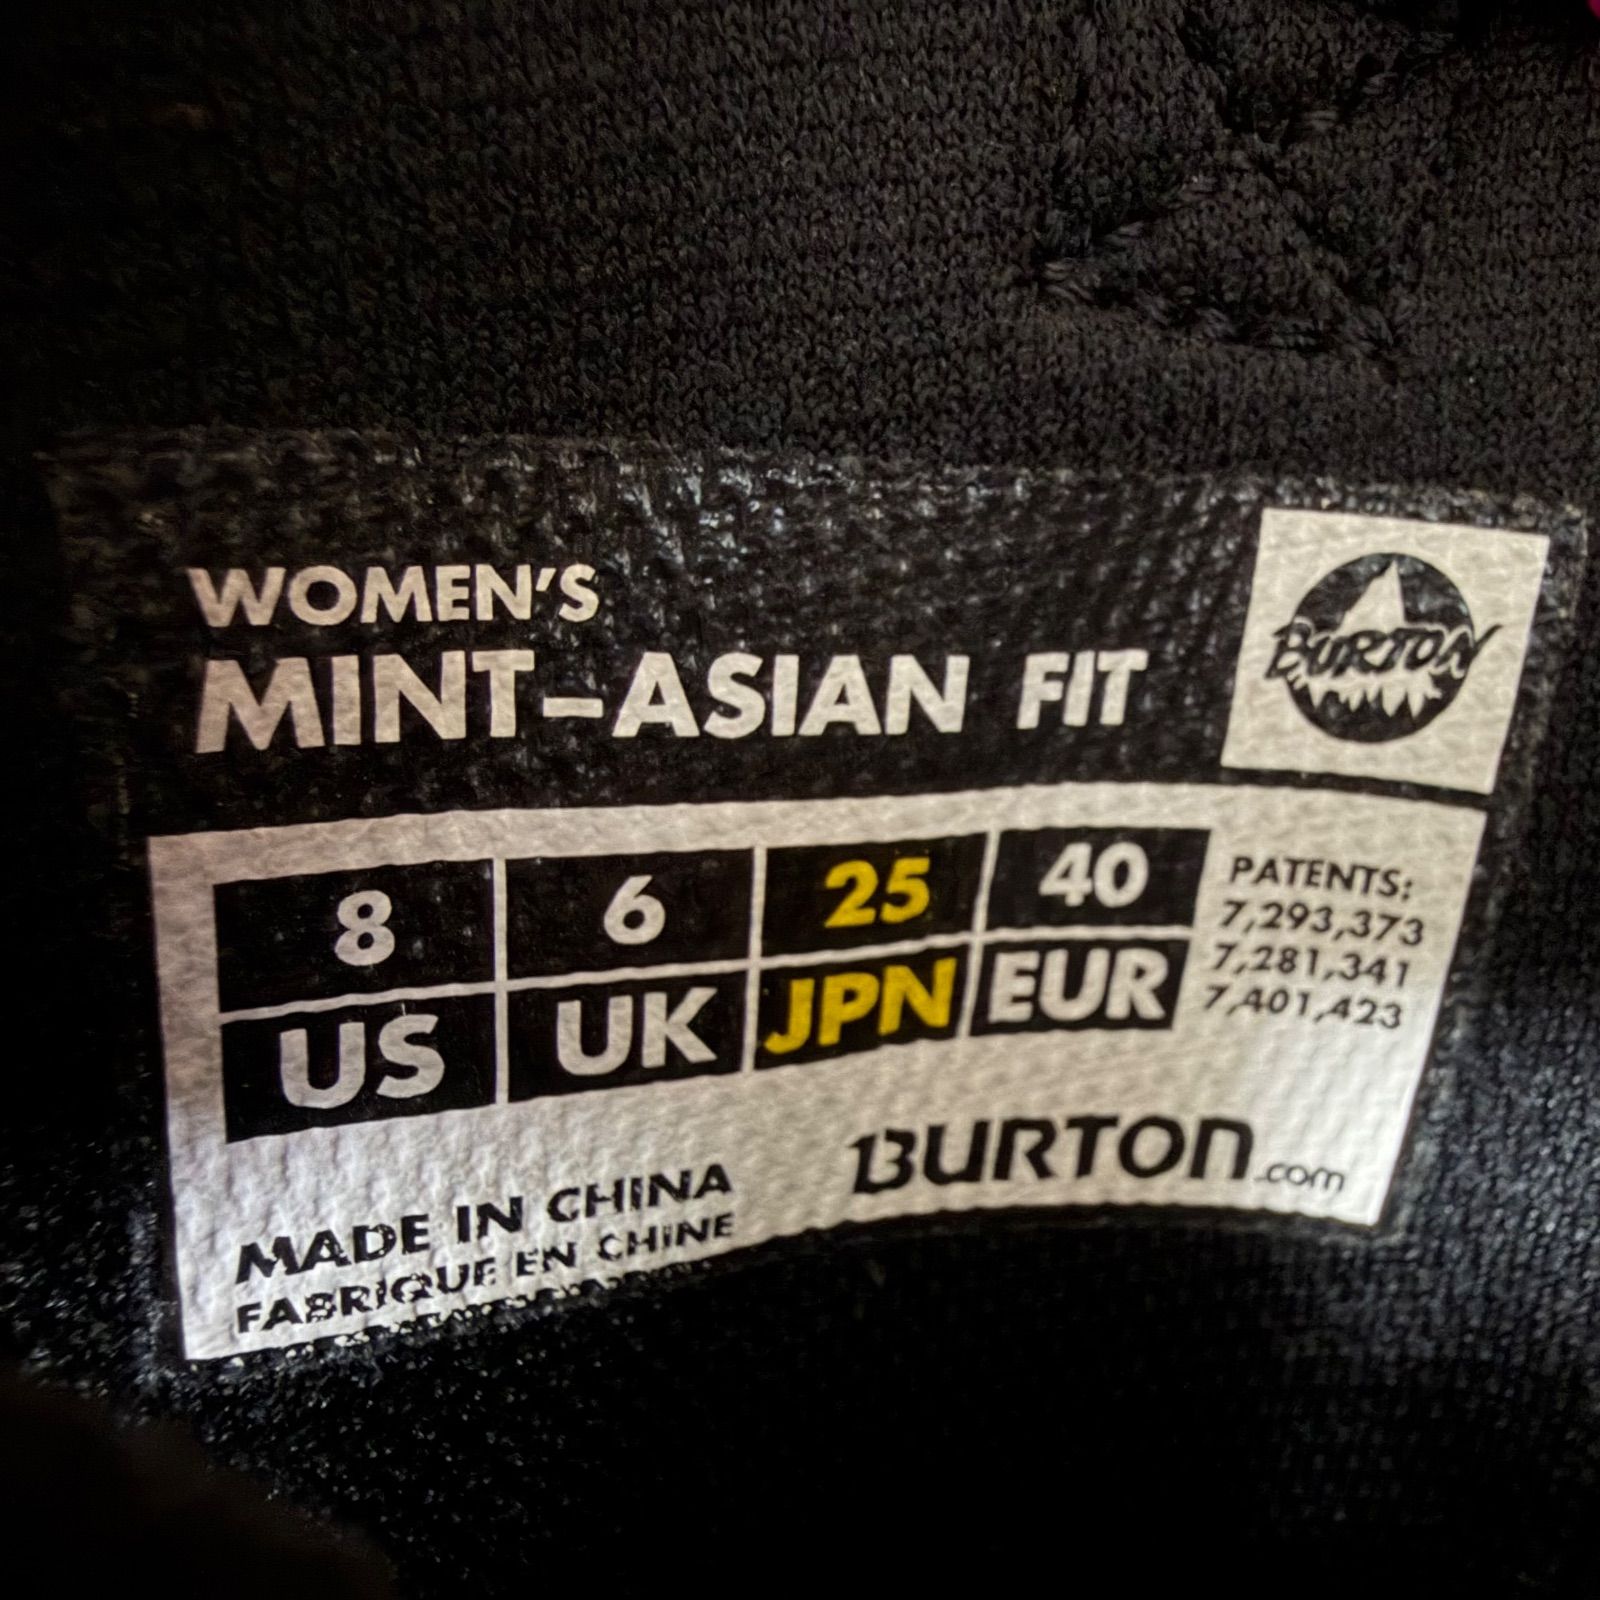 WOMEN'S
MINT-ASIAN FIT
BURTON
8 6 25 40
US UK JPN EUR
PATENTS:
7,293,373
7,281,341
7,401,423
BURTON.com
MADE IN CHINA
FABRIQUE EN CHINE